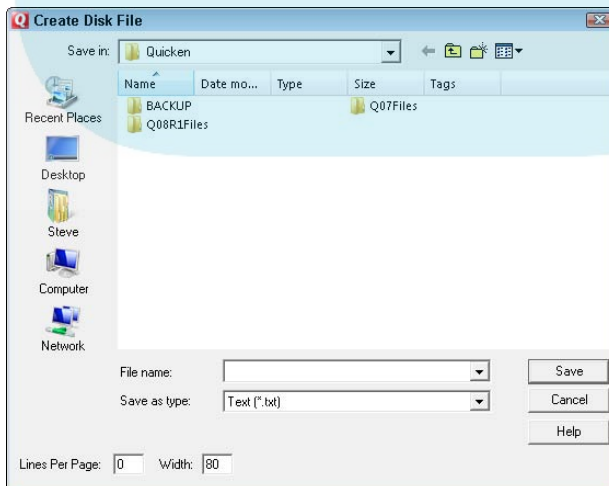 Create Disk File
Save in: Quicken
Name Date mo... Type Size Tags
BACKUP Q07Files
Q08R1Files
Recent Places
Desktop
Steve
Computer
Network
File name: Save
Save as type: Text (*.txt) Cancel
Help
Lines Per Page: 0 Width: 80